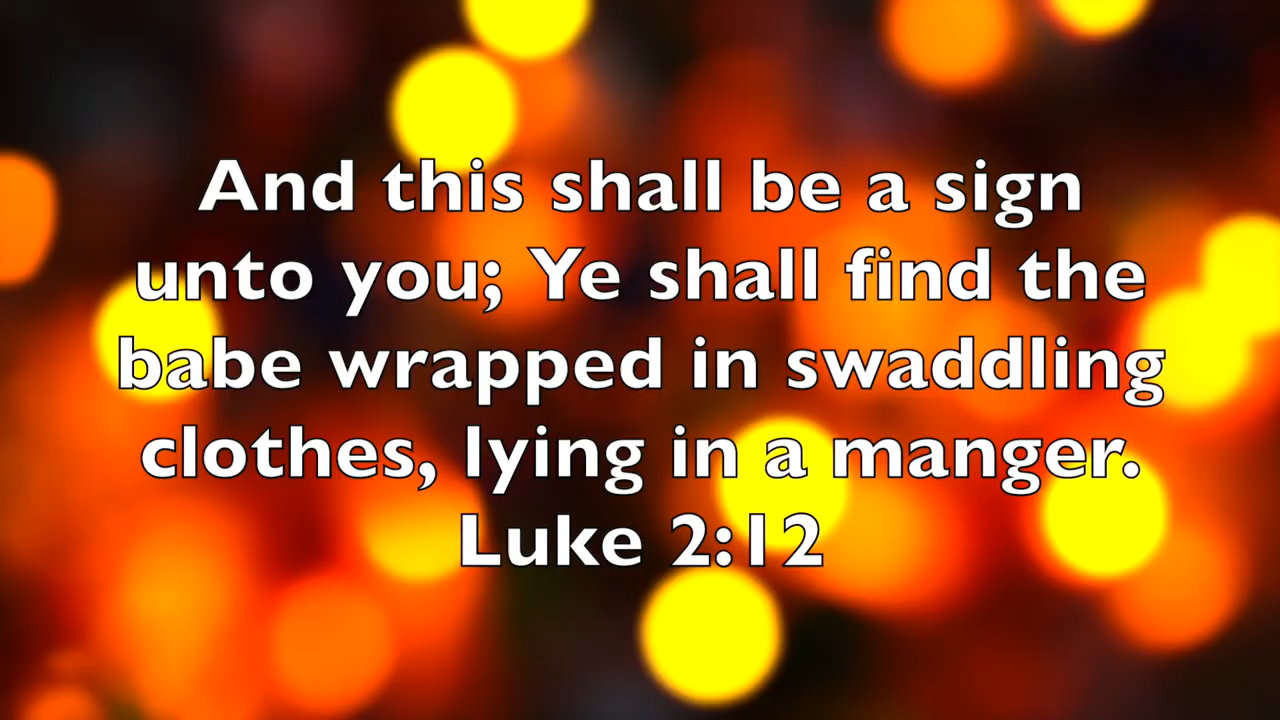 And this shall be a sign
unto you; Ye shall find the
babe wrapped in swaddling
clothes, lying in a manger.
Luke 2:12